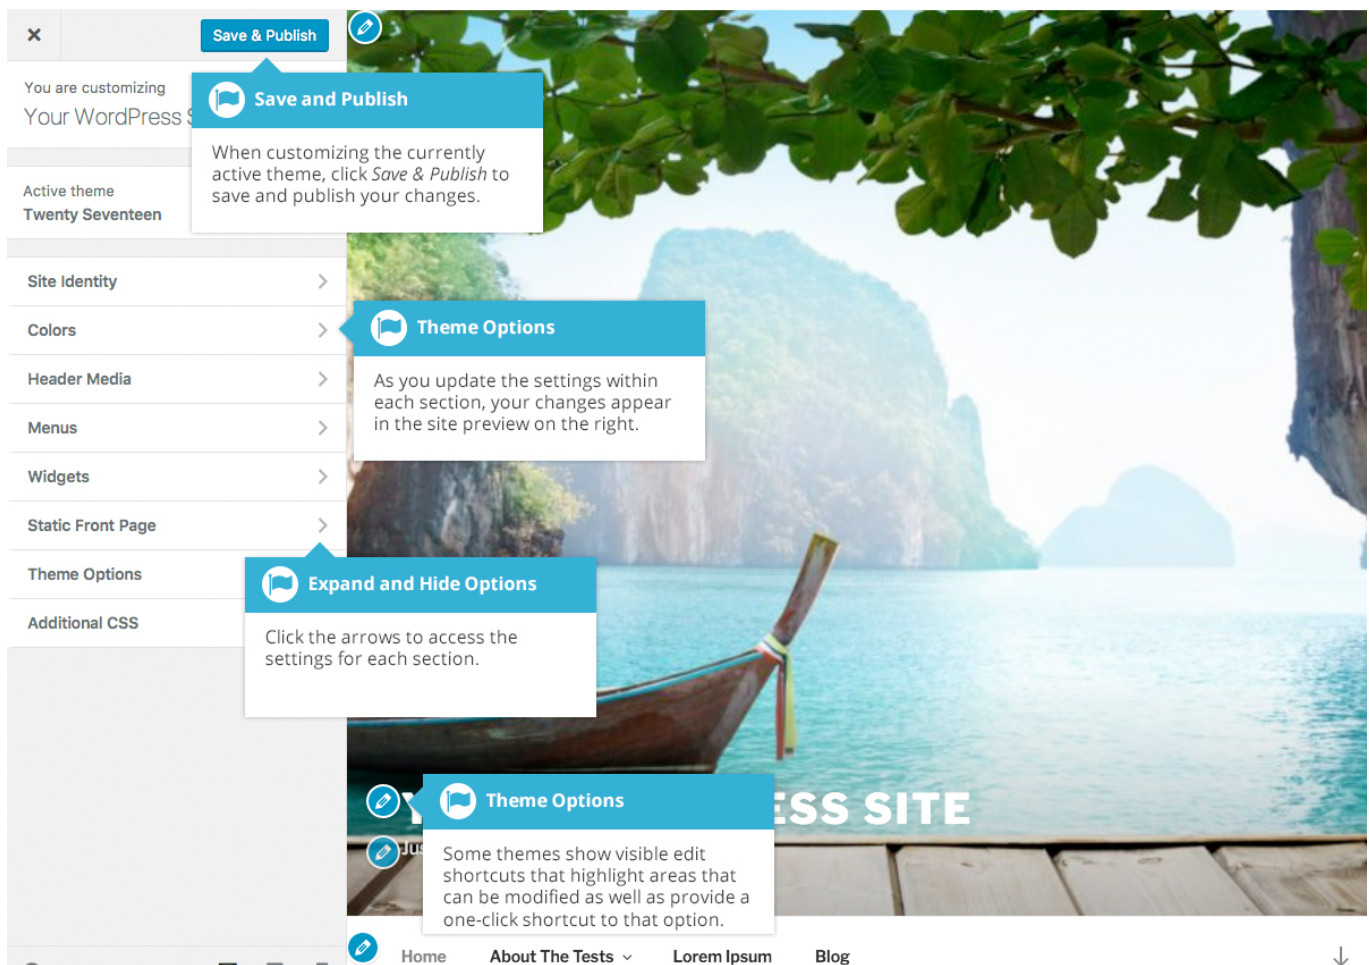 Save & Publish
You are customizing
Your WordPress
Save and Publish
When customizing the currently
active theme, click Save & Publish to
save and publish your changes.
Active theme
Twenty Seventeen
Site Identity
Colors
Header Media
Menus
Widgets
Static Front Page
Theme Options
Additional CSS
Theme Options
As you update the settings within
each section, your changes appear
in the site preview on the right.
Expand and Hide Options
Click the arrows to access the
settings for each section.
Theme Options
Some themes show visible edit
shortcuts that highlight areas that
can be modified as well as provide a
one-click shortcut to that option.
ESS SITE
Jus
Home About The Tests Lorem Ipsum Blog